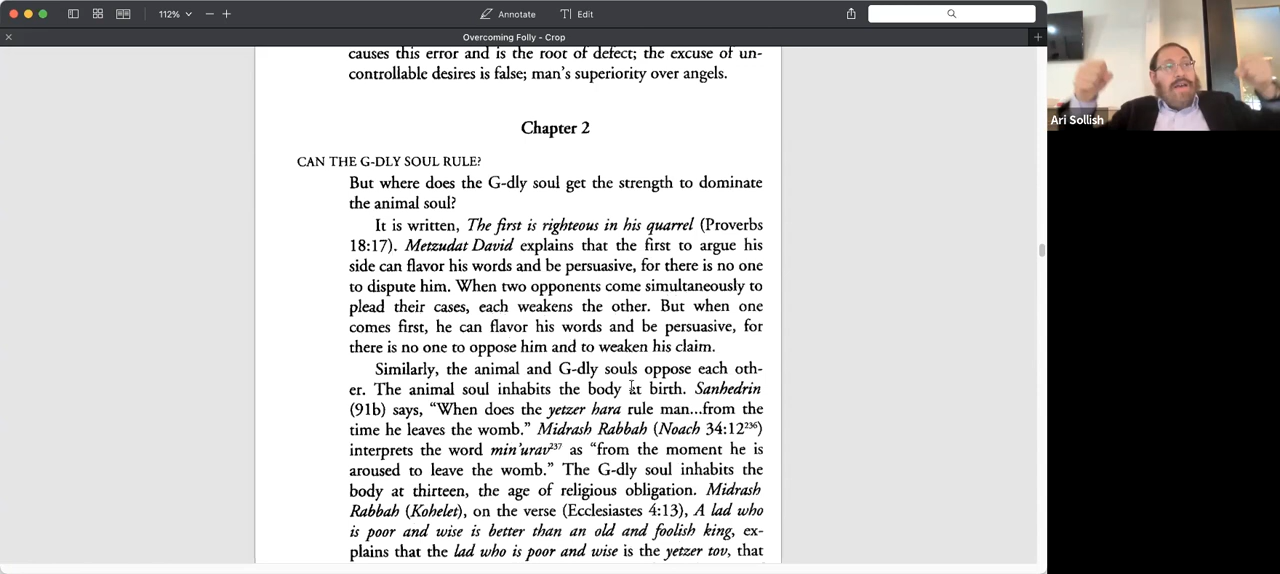 112%
Annotate
Edit
Overcoming Folly - Crop
causes this error and is the root of defect; the excuse of un-
controllable desires is false; man's superiority over angels.
Chapter 2
CAN THE G-DLY SOUL RULE?
But where does the G-dly soul get the strength to dominate
the animal soul?
It is written, The first is righteous in his quarrel (Proverbs
18:17). Metzudat David explains that the first to argue his
side can flavor his words and be persuasive, for there is no one
to dispute him. When two opponents come simultaneously to
plead their cases, each weakens the other. But when one
comes first, he can flavor his words and be persuasive, for
there is no one to oppose him and to weaken his claim.
Similarly, the animal and G-dly souls oppose each oth-
er. The animal soul inhabits the body at birth. Sanhedrin
(91b) says, “When does the yetzer hara rule man...from the
time he leaves the womb.” Midrash Rabbah (Noach 34:12²³⁶)
interprets the word min'urav²³⁷ as “from the moment he is
aroused to leave the womb.” The G-dly soul inhabits the
body at thirteen, the age of religious obligation. Midrash
Rabbah (Kohelet), on the verse (Ecclesiastes 4:13), A lad who
is poor and wise is better than an old and foolish king, ex-
plains that the lad who is poor and wise is the yetzer tov, that
Ari Sollish